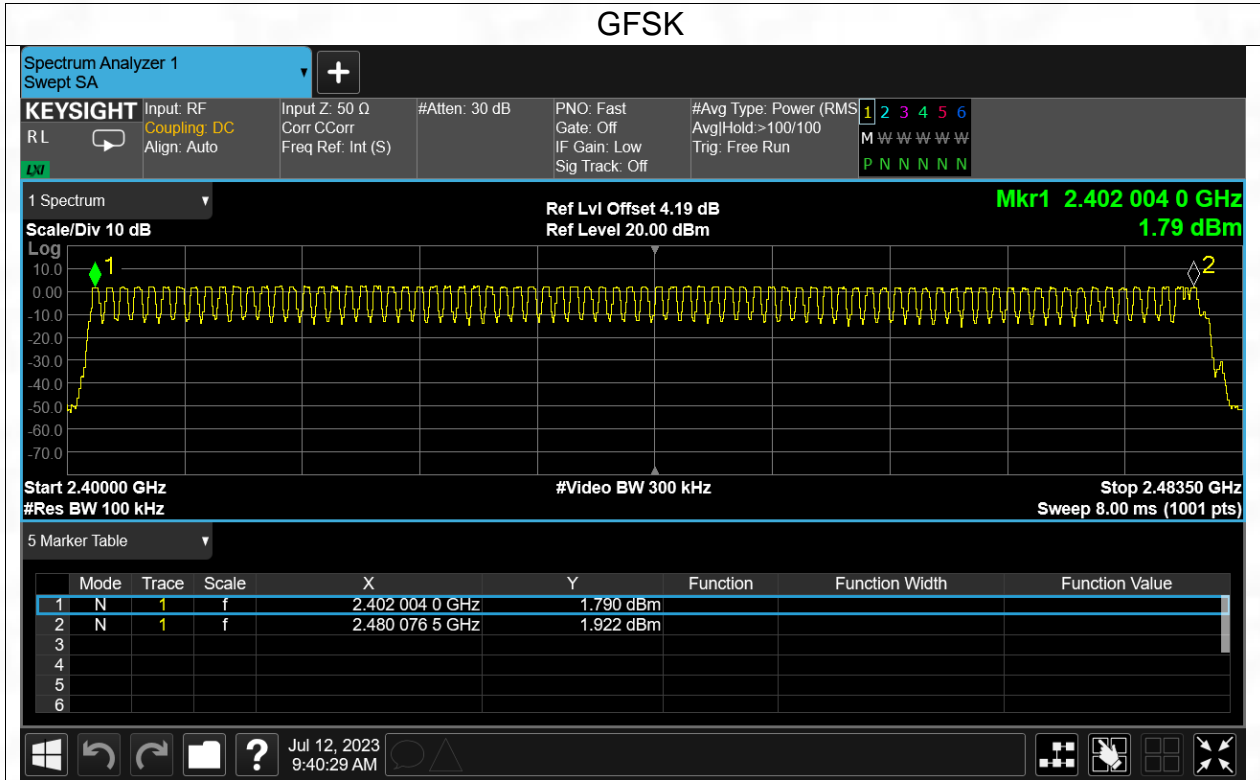 GFSK
Spectrum Analyzer 1
Swept SA
+
KEYSIGHT Input: RF Input Z: 50 Ω #Atten: 30 dB PNO: Fast #Avg Type: Power (RMS 1 2 3 4 5 6
RL Coupling: DC Corr CCorr Gate: Off Avg|Hold:>100/100 M W W W W W
Align: Auto Freq Ref: Int (S) IF Gain: Low Trig: Free Run
LXI Sig Track: Off P N N N N N
1 Spectrum Ref Lvl Offset 4.19 dB Mkr1 2.402 004 0 GHz
Scale/Div 10 dB Ref Level 20.00 dBm 1.79 dBm
Log
1 2
10.0
0.00
-10.0
-20.0
-30.0
-40.0
-50.0
-60.0
-70.0
Start 2.40000 GHz #Video BW 300 kHz Stop 2.48350 GHz
#Res BW 100 kHz Sweep 8.00 ms (1001 pts)
5 Marker Table
Mode Trace Scale X Y Function Function Width Function Value
1 N 1 f 2.402 004 0 GHz 1.790 dBm
2 N 1 f 2.480 076 5 GHz 1.922 dBm
3
4
5
6
? Jul 12, 2023
9:40:29 AM